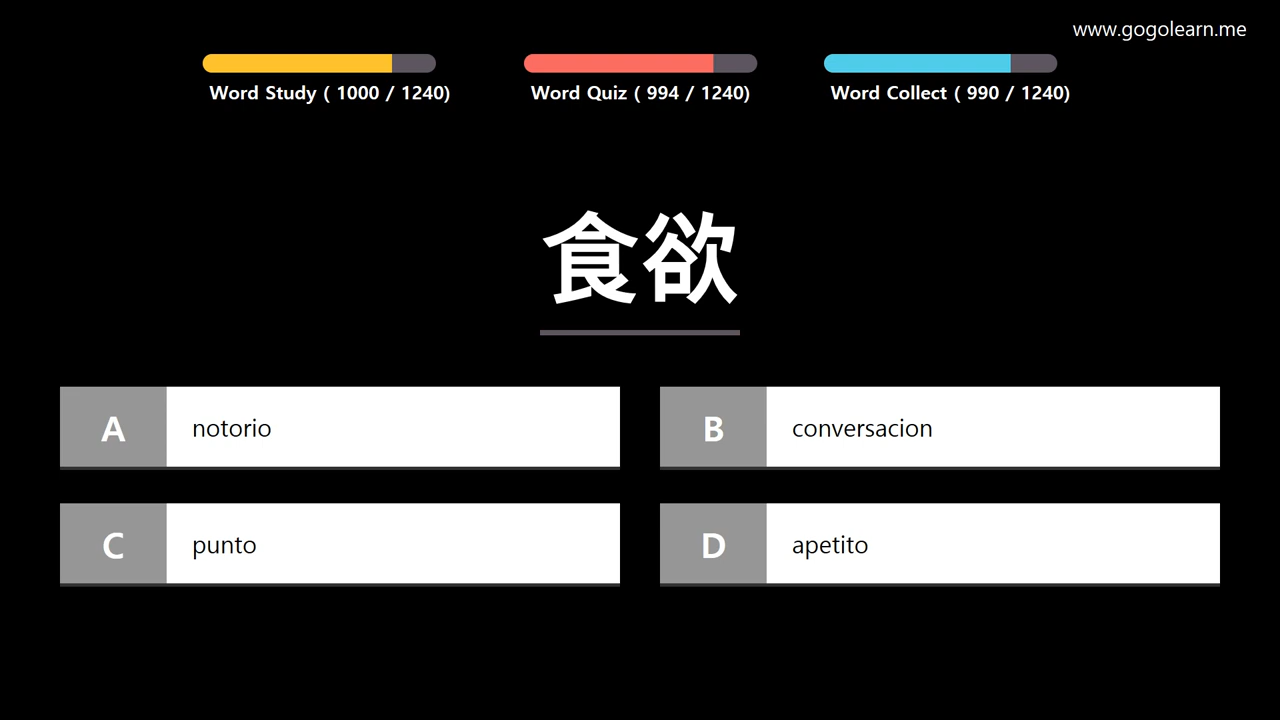 www.gogolearn.me
Word Study ( 1000 / 1240)
Word Quiz ( 994 / 1240)
Word Collect ( 990 / 1240)
食欲
A notorio
B conversacion
C punto
D apetito